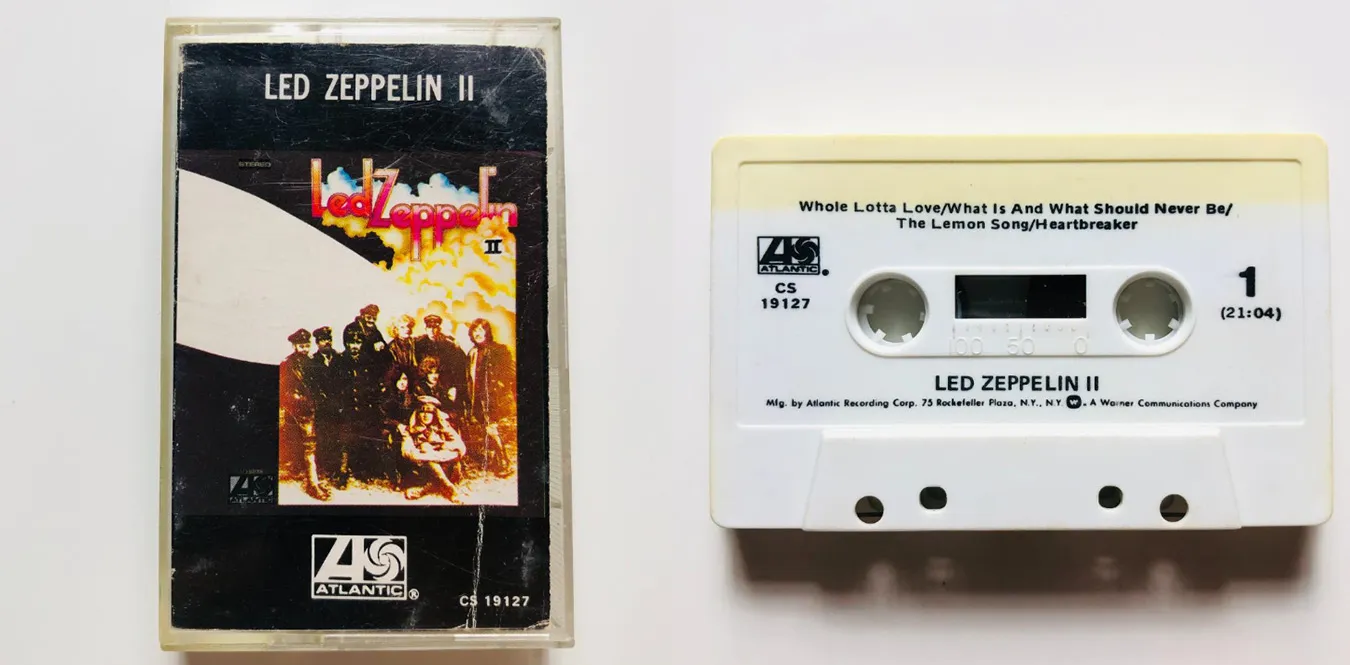 LED ZEPPELIN II
STEREO
Led Zeppelin
II
ATLANTIC
ATLANTIC®
CS 19127
Whole Lotta Love/What Is And What Should Never Be/
The Lemon Song/Heartbreaker
ATLANTIC®
CS
19127
1
(21:04)
100 50 0
LED ZEPPELIN II
Mfg. by Atlantic Recording Corp. 75 Rockefeller Plaza, N.Y., N.Y. W. A Warner Communications Company